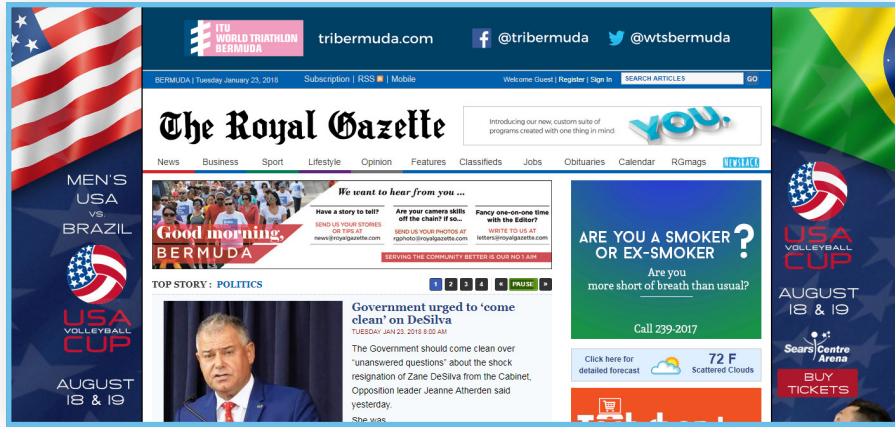 ITU
WORLD TRIATHLON
BERMUDA
tribermuda.com
f @tribermuda
@wtsbermuda
BERMUDA | Tuesday January 23, 2018
Subscription | RSS | Mobile
Welcome Guest | Register | Sign In
SEARCH ARTICLES
GO
The Royal Gazette
Introducing our new, custom suite of
programs created with one thing in mind.
YOU.
News Business Sport Lifestyle Opinion Features Classifieds Jobs Obituaries Calendar RGmags NEWSRACK
MEN'S
USA
VS.
BRAZIL
USA
VOLLEYBALL
CUP
AUGUST
18 & 19
Good morning,
BERMUDA
We want to hear from you ...
Have a story to tell?
SEND US YOUR STORIES
OR TIPS AT
news@royalgazette.com
Are your camera skills
off the chain? If so...
SEND US YOUR PHOTOS AT
rgphoto@royalgazette.com
Fancy one-on-one time
with the Editor?
WRITE TO US AT
letters@royalgazette.com
SERVING THE COMMUNITY BETTER IS OUR NO 1 AIM
TOP STORY : POLITICS
1 2 3 4 « PAUSE »
Government urged to ‘come
clean’ on DeSilva
TUESDAY JAN 23. 2018 8:00 AM
The Government should come clean over
“unanswered questions” about the shock
resignation of Zane DeSilva from the Cabinet,
Opposition leader Jeanne Atherden said
yesterday.
She was
ARE YOU A SMOKER
OR EX-SMOKER
?
Are you
more short of breath than usual?
Call 239-2017
Click here for
detailed forecast
72 F
Scattered Clouds
USA
VOLLEYBALL
CUP
AUGUST
18 & 19
Sears Centre
Arena
BUY
TICKETS